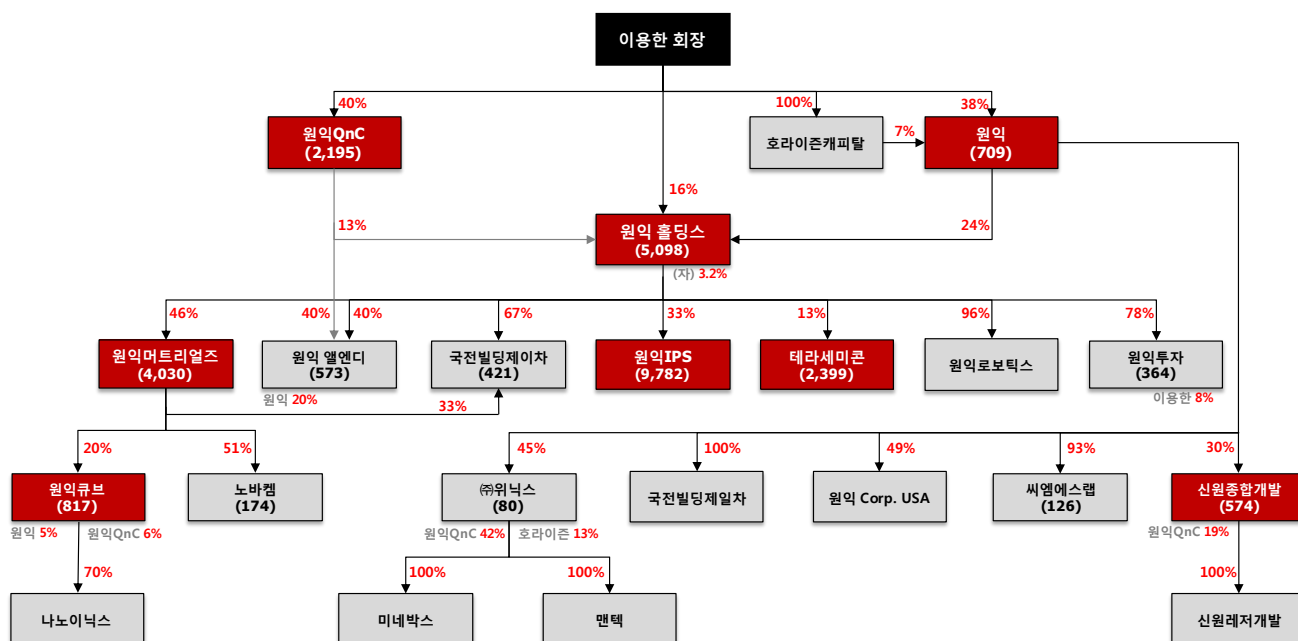 이용한 회장
40%
100%
38%
원익QnC
(2,195)
호라이즌캐피탈
7%
원익
(709)
16%
13%
원익 홀딩스
(5,098)
24%
(자) 3.2%
46%
40%
40%
67%
33%
13%
96%
78%
원익머트리얼즈
(4,030)
원익 앨엔디
(573)
국전빌딩제이차
(421)
원익IPS
(9,782)
테라세미콘
(2,399)
원익로보틱스
원익투자
(364)
원익 20%
33%
이용한 8%
20%
51%
45%
100%
49%
93%
30%
원익큐브
(817)
노바켐
(174)
㈜위닉스
(80)
국전빌딩제일차
원익 Corp. USA
씨엠에스랩
(126)
신원종합개발
(574)
원익 5%
원익QnC 6%
원익QnC 42%
호라이즌 13%
원익QnC 19%
70%
100%
100%
100%
나노이닉스
미네박스
맨텍
신원레저개발